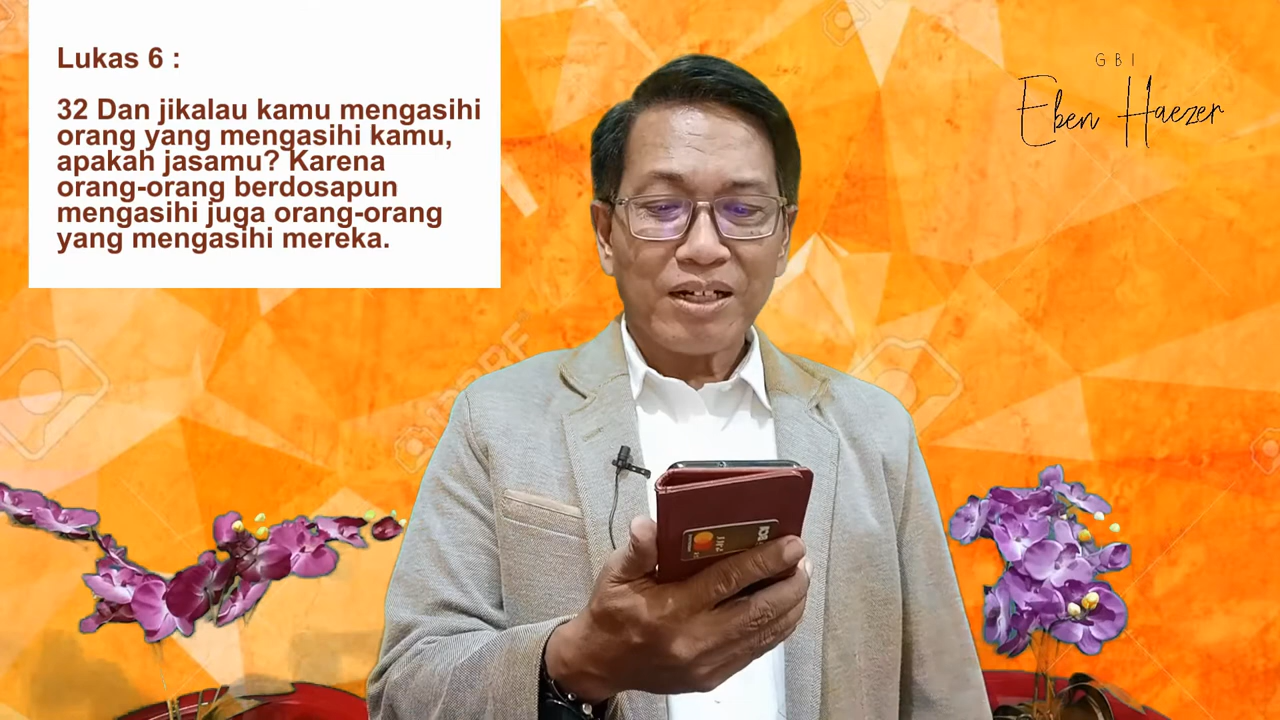 Lukas 6 :
32 Dan jikalau kamu mengasihi
orang yang mengasihi kamu,
apakah jasamu? Karena
orang-orang berdosapun
mengasihi juga orang-orang
yang mengasihi mereka.
GBI
Eben Haezer